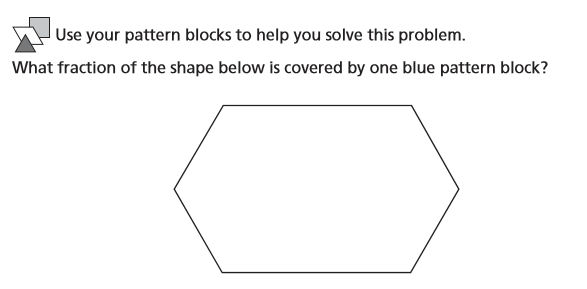 Use your pattern blocks to help you solve this problem.
What fraction of the shape below is covered by one blue pattern block?